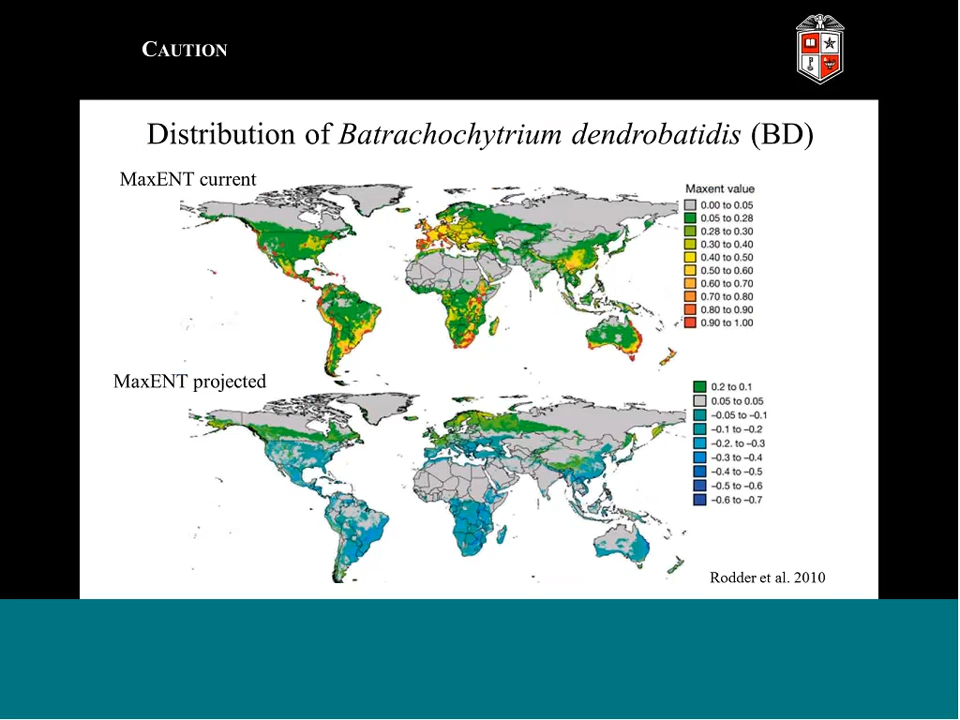 CAUTION
Distribution of Batrachochytrium dendrobatidis (BD)
MaxENT current
Maxent value
0.00 to 0.05
0.05 to 0.28
0.28 to 0.30
0.30 to 0.40
0.40 to 0.50
0.50 to 0.60
0.60 to 0.70
0.70 to 0.80
0.80 to 0.90
0.90 to 1.00
MaxENT projected
0.2 to 0.1
0.05 to 0.05
–0.05 to –0.1
–0.1 to –0.2
–0.2. to –0.3
–0.3 to –0.4
–0.4 to –0.5
–0.5 to –0.6
–0.6 to –0.7
Rodder et al. 2010